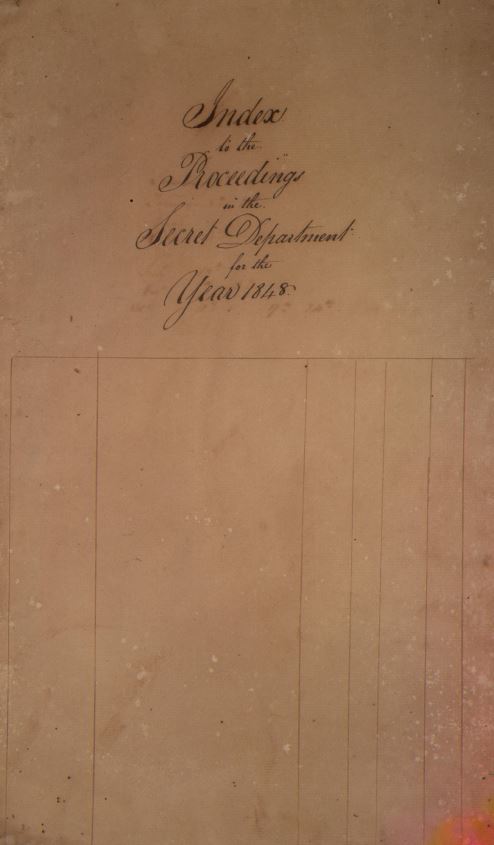 Index
to the
Proceedings
in the
Secret Department
for the
Year 1848